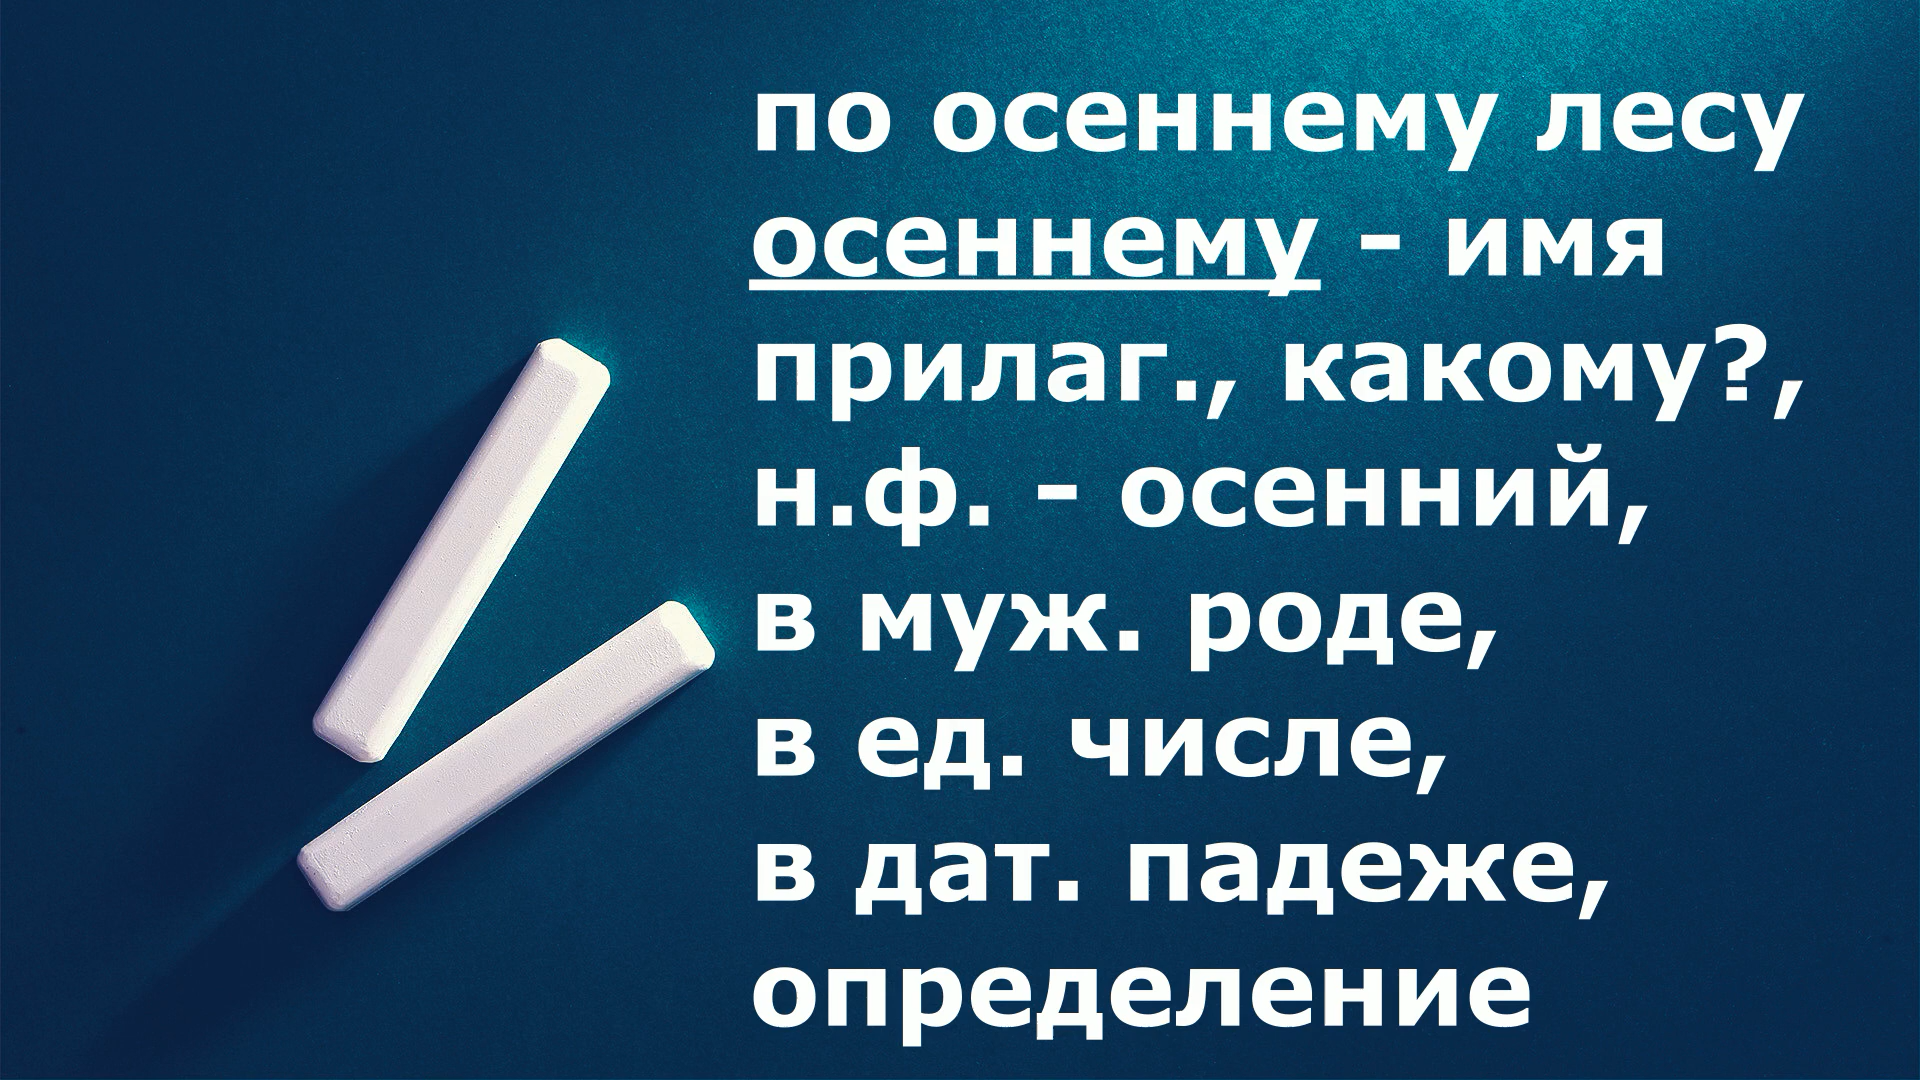 по осеннему лесу
осеннему - имя
прилаг., какому?,
н.ф. - осенний,
в муж. роде,
в ед. числе,
в дат. падеже,
определение